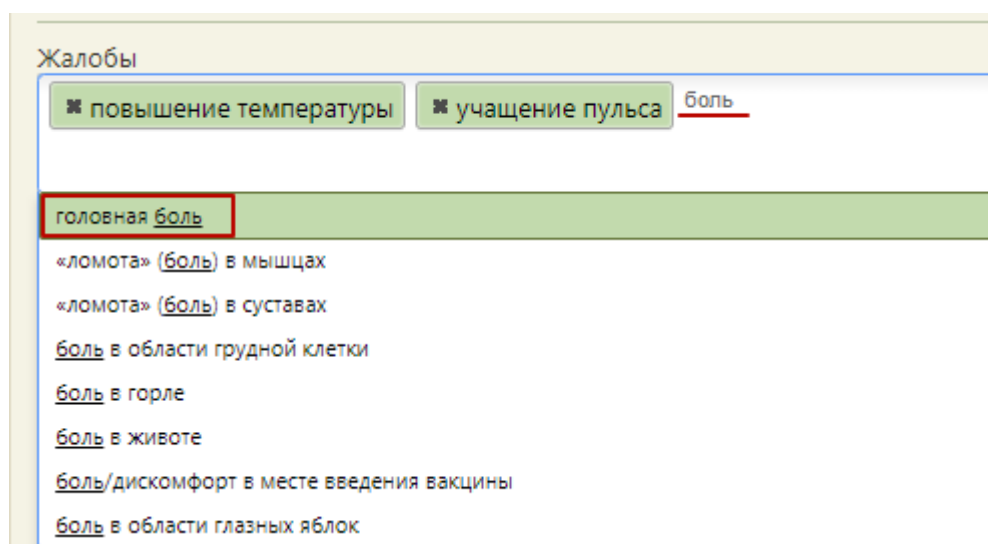 Жалобы
✖ повышение температуры ✖ учащение пульса боль
головная боль
«ломота» (боль) в мышцах
«ломота» (боль) в суставах
боль в области грудной клетки
боль в горле
боль в животе
боль/дискомфорт в месте введения вакцины
боль в области глазных яблок